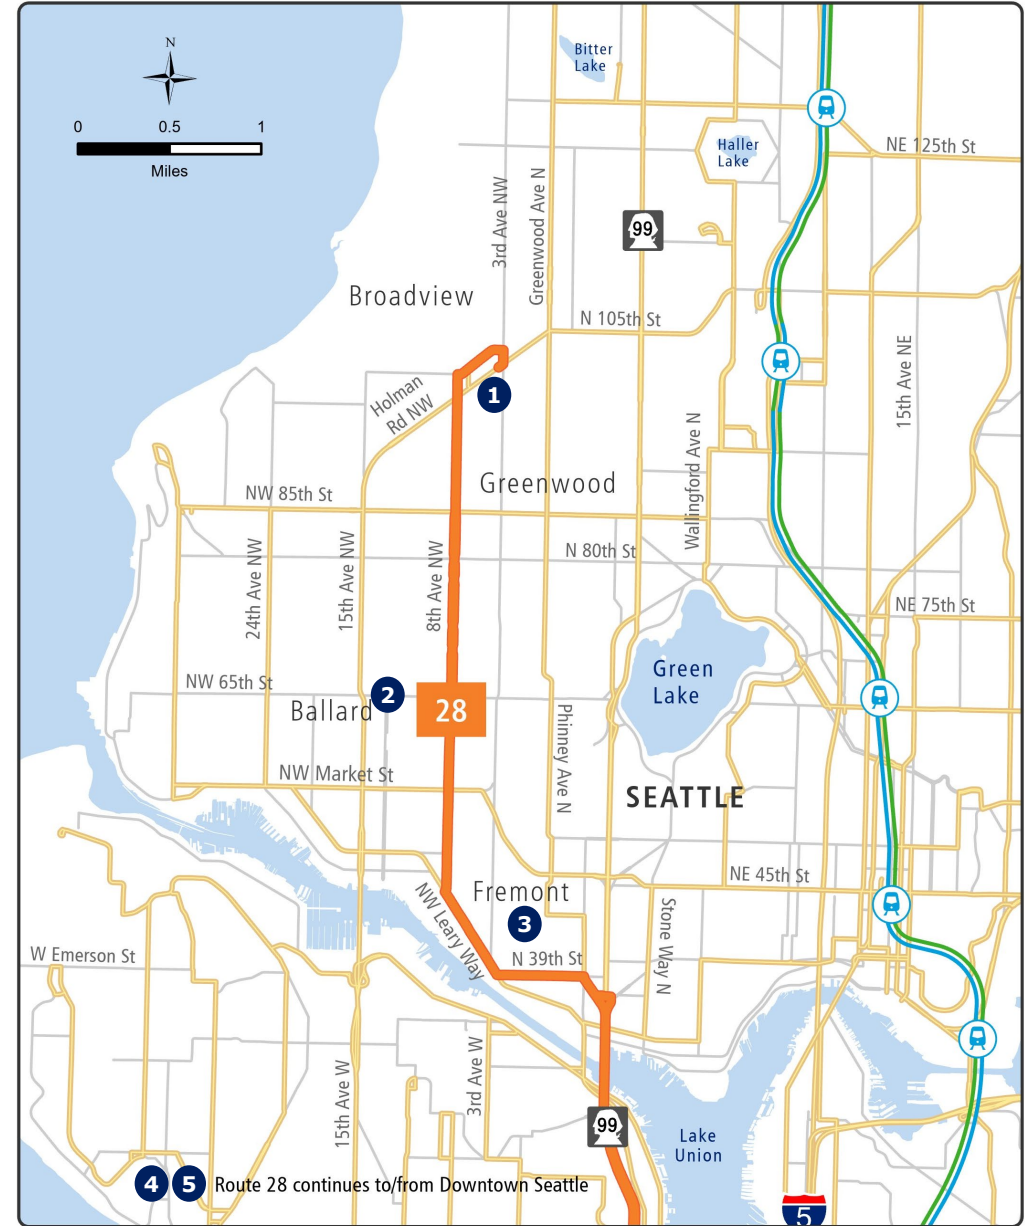 N
0
0.5
1
Miles
Bitter
Lake
Haller
Lake
NE 125th St
3rd Ave NW
Greenwood Ave N
99
Broadview
N 105th St
15th Ave NE
Holman
Rd NW
1
Wallingford Ave N
Greenwood
NW 85th St
N 80th St
24th Ave NW
15th Ave NW
8th Ave NW
NE 75th St
Green
Lake
NW 65th St
2
Ballard
28
Phinney Ave N
NW Market St
SEATTLE
NE 45th St
Fremont
3
NW Leary Way
Stone Way N
N 39th St
W Emerson St
15th Ave W
3rd Ave W
99
Lake
Union
4
5
Route 28 continues to/from Downtown Seattle
5